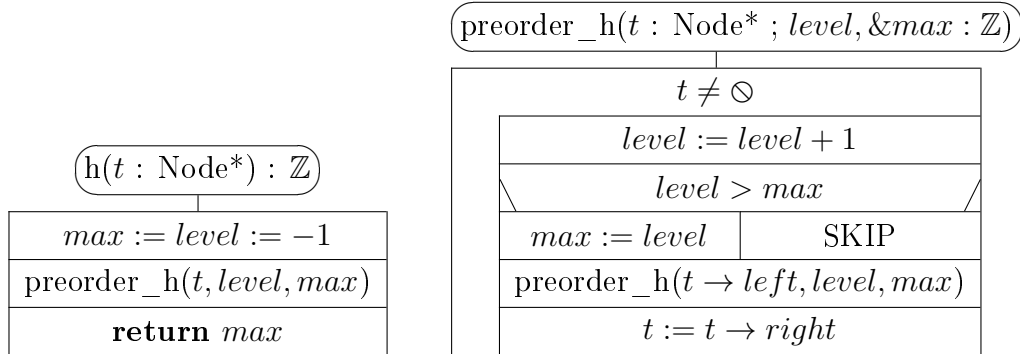 h(t : Node*) : ℤ
max := level := −1
preorder_h(t, level, max)
return max
preorder_h(t : Node* ; level, &max : ℤ)
t ≠ ⦸
level := level + 1
level > max
max := level
SKIP
preorder_h(t → left, level, max)
t := t → right